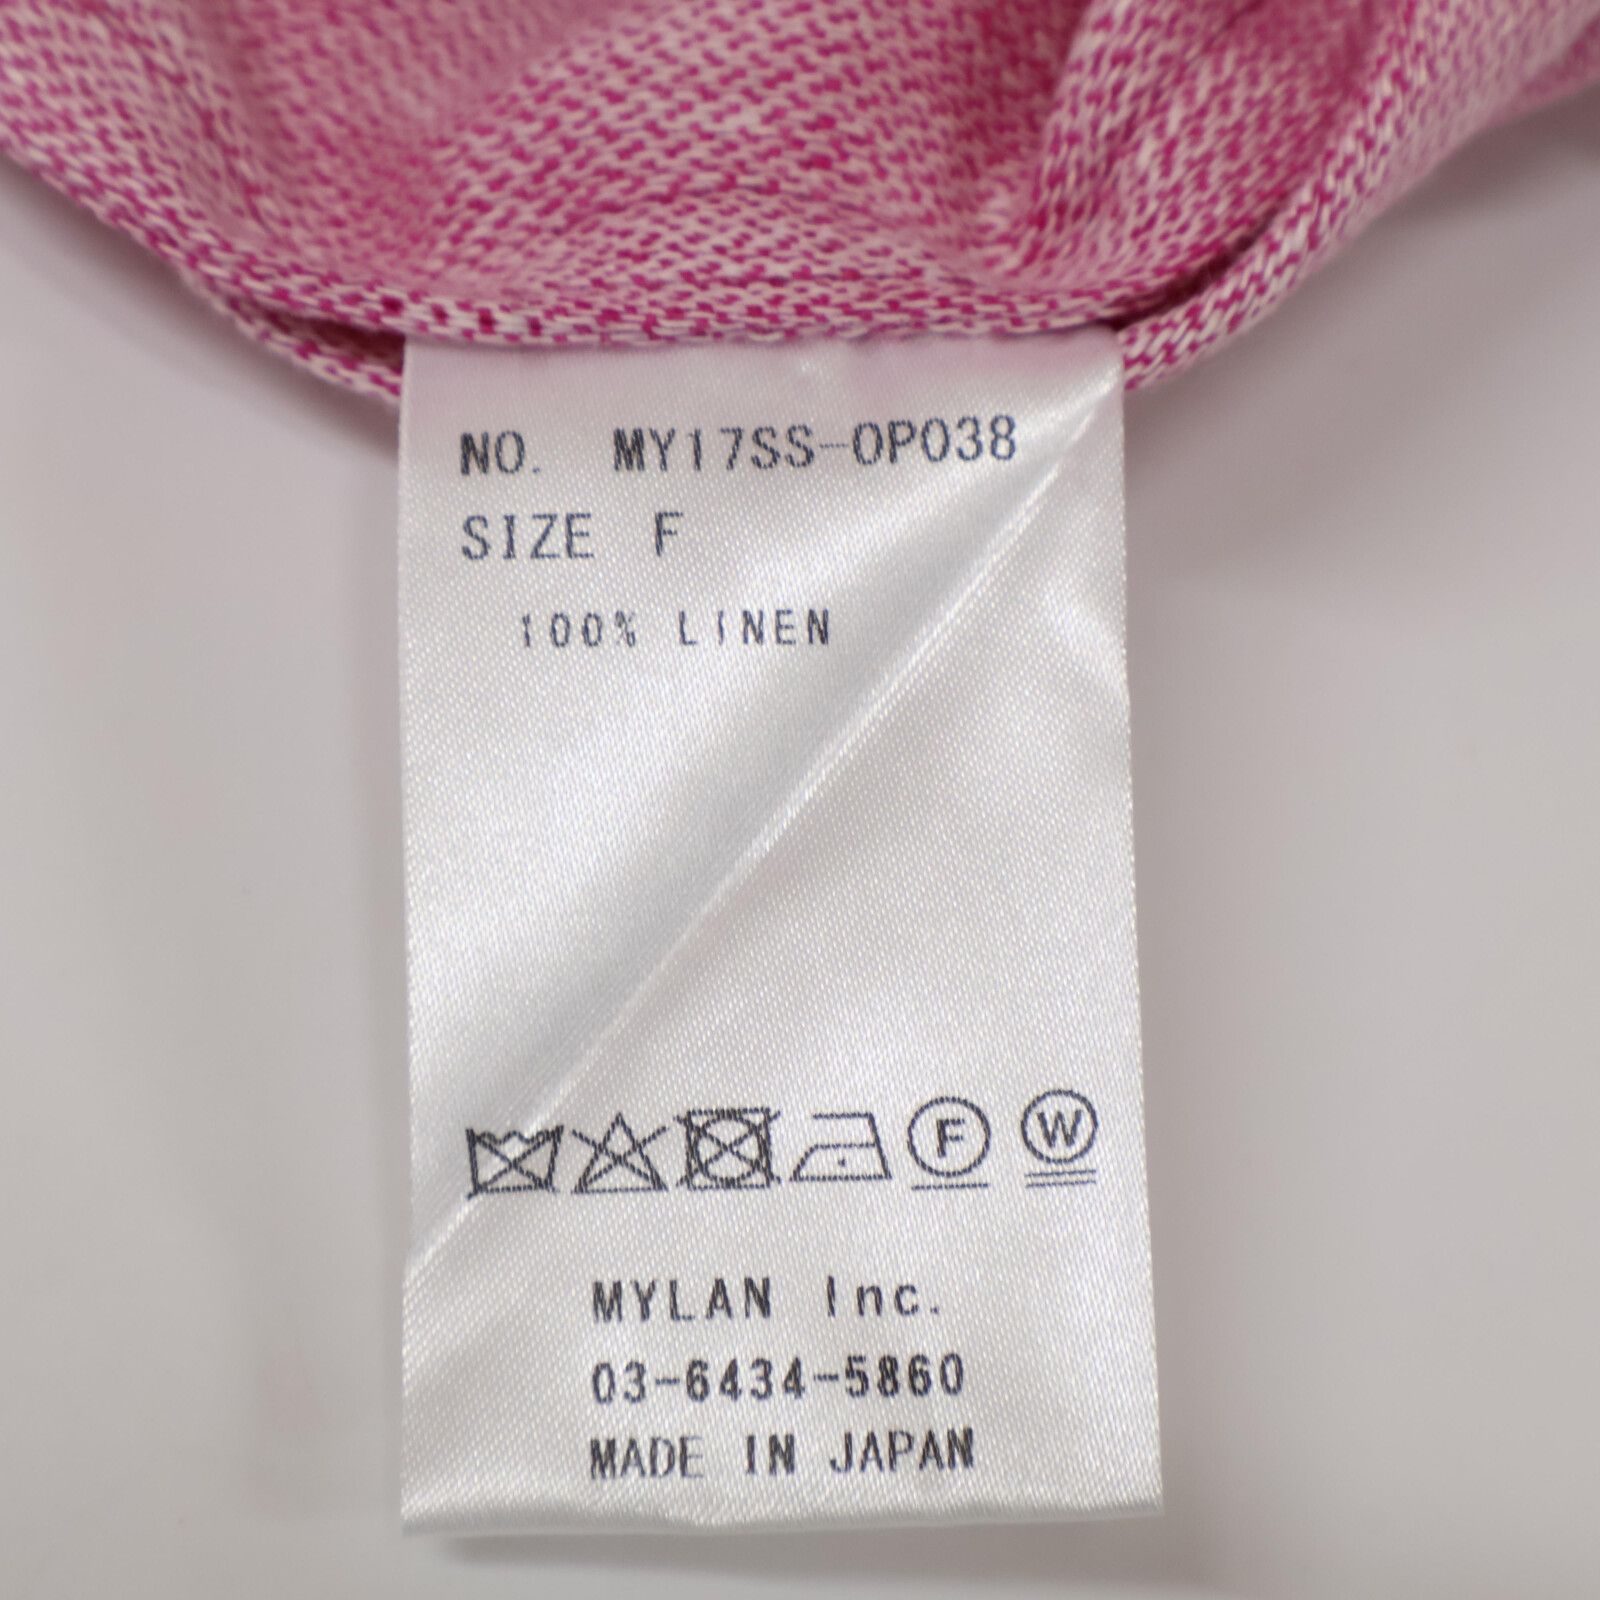 NO. MY17SS-OP038
SIZE F
100% LINEN
F W
MYLAN Inc.
03-6434-5860
MADE IN JAPAN